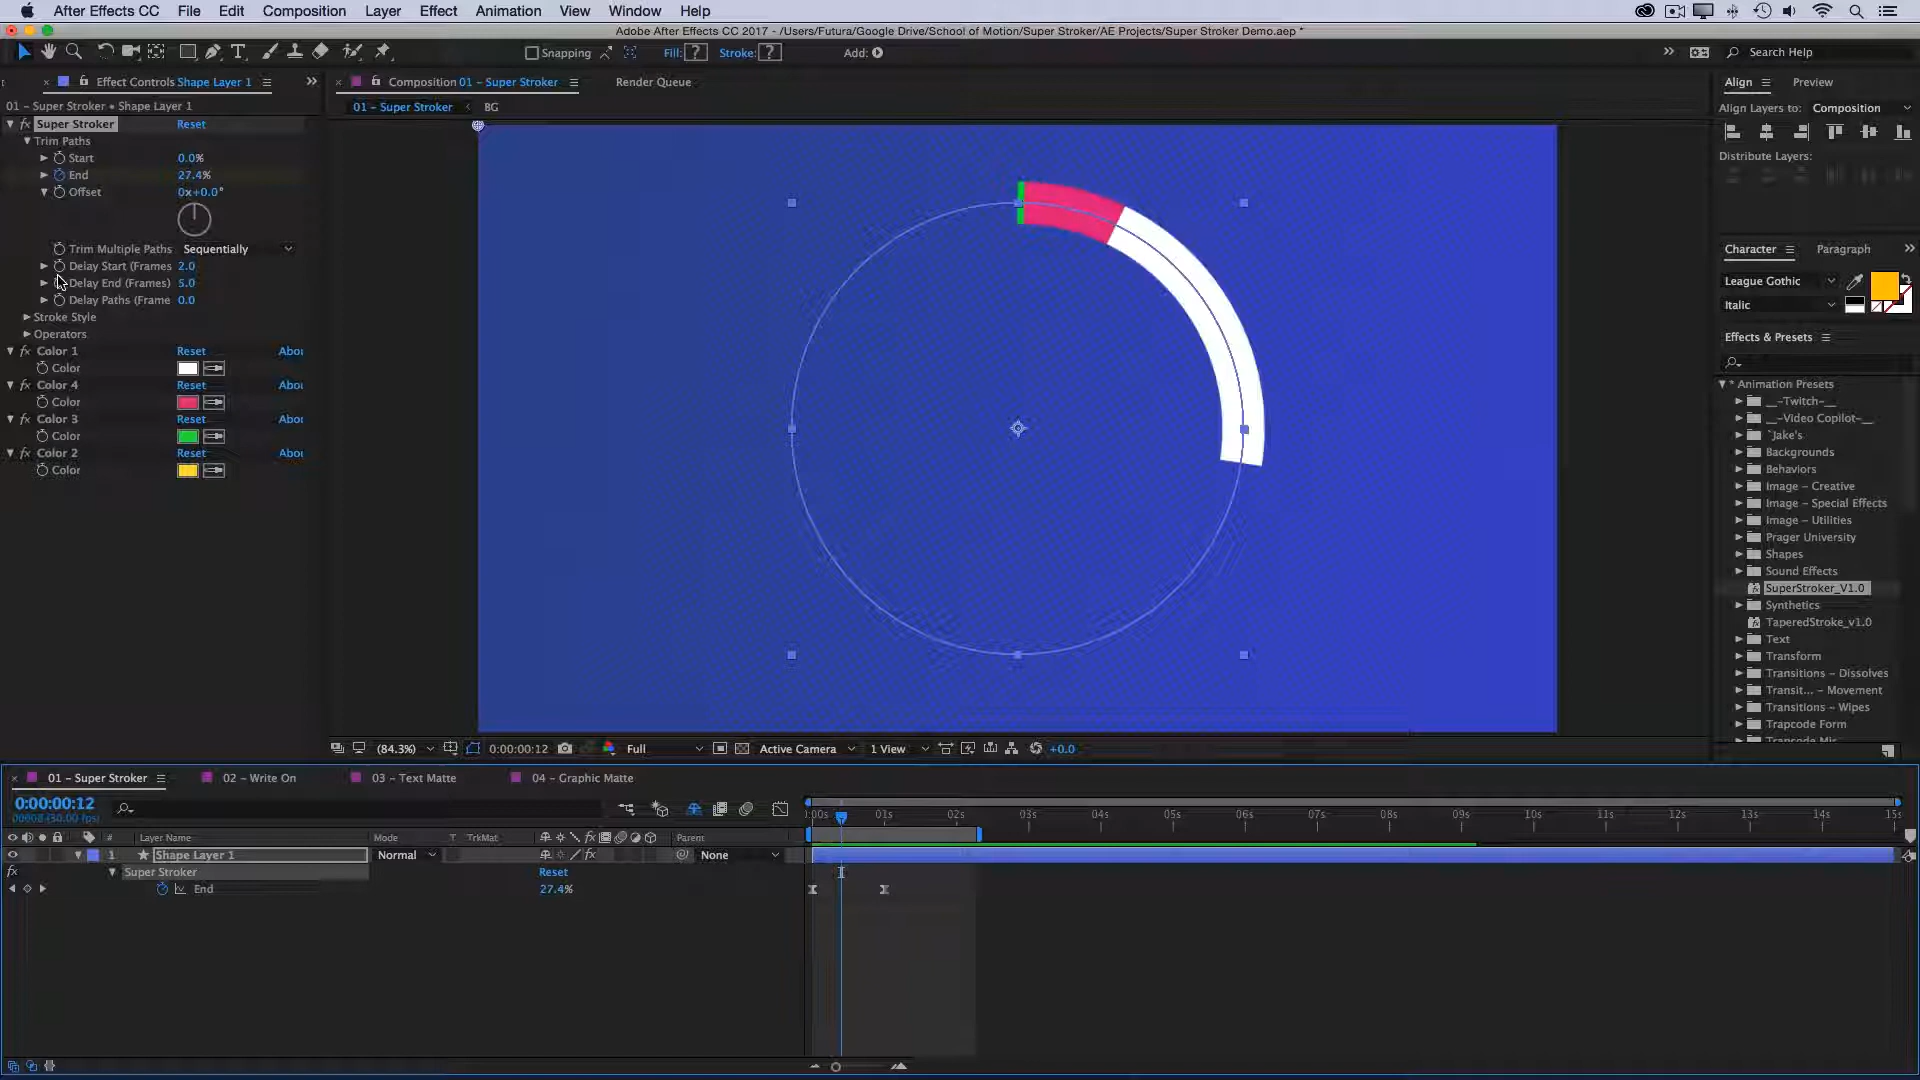 After Effects CC File Edit Composition Layer Effect Animation View Window Help
Adobe After Effects CC 2017 - /Users/Futura/Google Drive/School of Motion/Super Stroker/AE Projects/Super Stroker Demo.aep *
Snapping Fill: ? Stroke: ? Add: Search Help
Effect Controls Shape Layer 1
Composition 01 - Super Stroker
Render Queue
Align Preview
01 - Super Stroker • Shape Layer 1
01 - Super Stroker BG
Align Layers to: Composition
Super Stroker Reset
Trim Paths
Start 0.0%
End 27.4%
Offset 0x+0.0°
Trim Multiple Paths Sequentially
Delay Start (Frames 2.0
Delay End (Frames) 5.0
Delay Paths (Frame 0.0
Stroke Style
Operators
Color 1 Reset Abou
Color
Color 4 Reset Abou
Color
Color 3 Reset Abou
Color
Color 2 Reset Abou
Color
Distribute Layers:
Character Paragraph
League Gothic
Italic
Effects & Presets
* Animation Presets
__-Twitch-__
__-Video Copilot-__
`Jake's
Backgrounds
Behaviors
Image - Creative
Image - Special Effects
Image - Utilities
Prager University
Shapes
Sound Effects
SuperStroker_V1.0
Synthetics
TaperedStroke_v1.0
Text
Transform
Transitions - Dissolves
Transit... - Movement
Transitions - Wipes
Trapcode Form
Trapcode Mir
(84.3%) 0:00:00:12 Full Active Camera 1 View +0.0
01 - Super Stroker 02 - Write On 03 - Text Matte 04 - Graphic Matte
0:00:00:12
00012 (30.00 fps)
:00s 01s 02s 03s 04s 05s 06s 07s 08s 09s 10s 11s 12s 13s 14s 15s
# Layer Name Mode T TrkMat Parent
1 Shape Layer 1 Normal None
Super Stroker Reset
End 27.4%